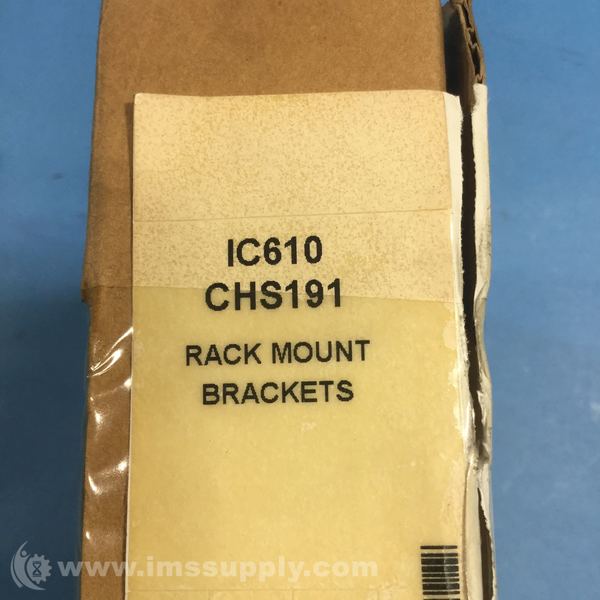 IC610
CHS191
RACK MOUNT
BRACKETS
www.imssupply.com